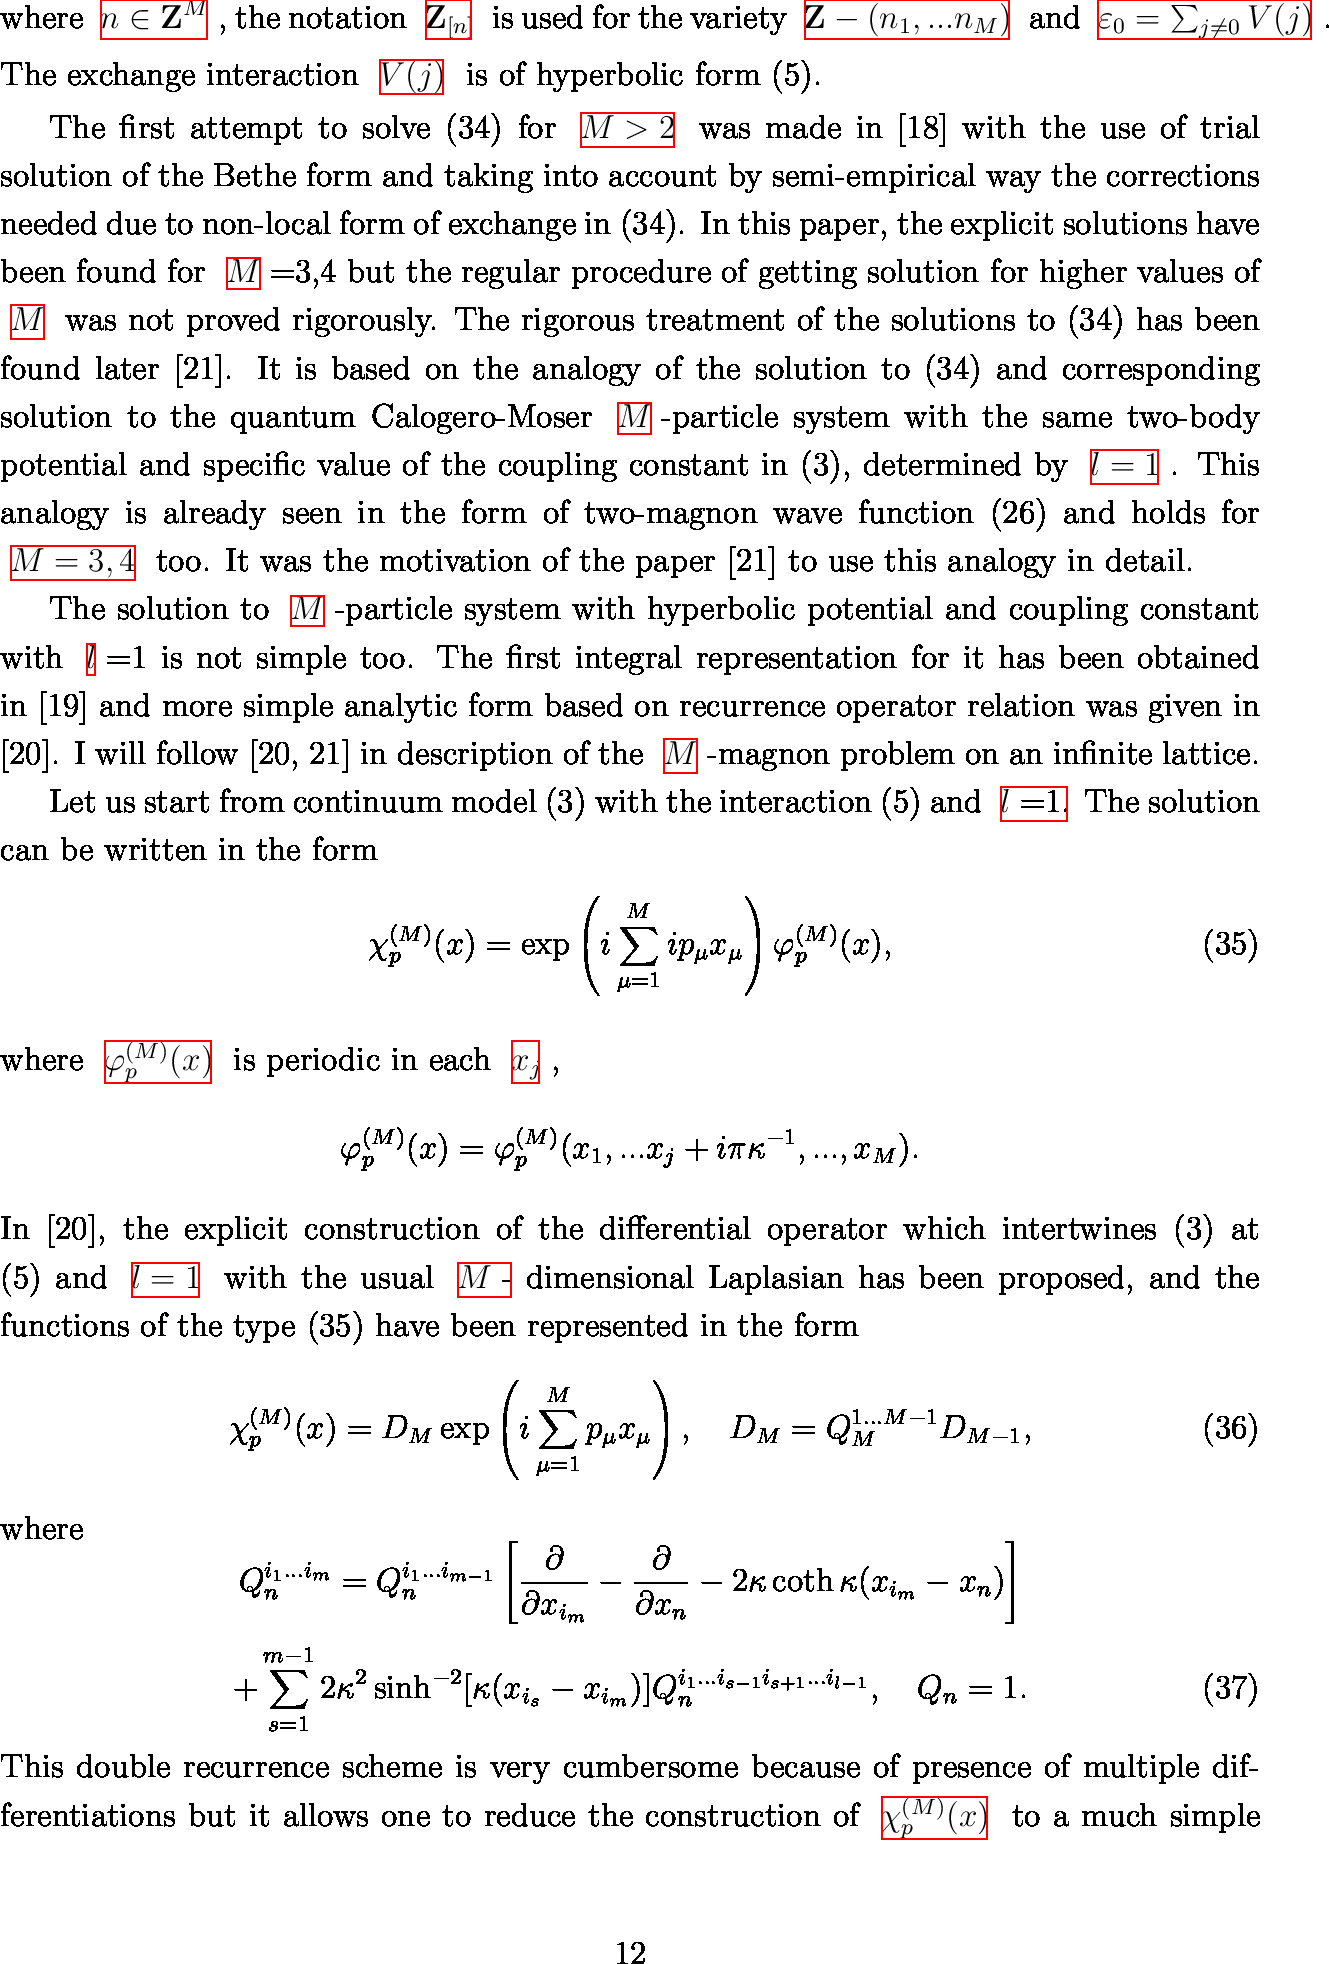 where $n \in \mathbf{Z}^M$ , the notation $\mathbf{Z}_{[n]}$ is used for the variety $\mathbf{Z} - (n_1, ...n_M)$ and $\varepsilon_0 = \sum_{j \neq 0} V(j)$ .
The exchange interaction $V(j)$ is of hyperbolic form (5).
The first attempt to solve (34) for $M > 2$ was made in [18] with the use of trial
solution of the Bethe form and taking into account by semi-empirical way the corrections
needed due to non-local form of exchange in (34). In this paper, the explicit solutions have
been found for $M$ =3,4 but the regular procedure of getting solution for higher values of
$M$ was not proved rigorously. The rigorous treatment of the solutions to (34) has been
found later [21]. It is based on the analogy of the solution to (34) and corresponding
solution to the quantum Calogero-Moser $M$ -particle system with the same two-body
potential and specific value of the coupling constant in (3), determined by $l = 1$ . This
analogy is already seen in the form of two-magnon wave function (26) and holds for
$M = 3, 4$ too. It was the motivation of the paper [21] to use this analogy in detail.
The solution to $M$ -particle system with hyperbolic potential and coupling constant
with $l$ =1 is not simple too. The first integral representation for it has been obtained
in [19] and more simple analytic form based on recurrence operator relation was given in
[20]. I will follow [20, 21] in description of the $M$ -magnon problem on an infinite lattice.
Let us start from continuum model (3) with the interaction (5) and $l$ =1. The solution
can be written in the form
$\chi_p^{(M)}(x) = \exp\left(i \sum_{\mu=1}^{M} i p_\mu x_\mu\right) \varphi_p^{(M)}(x),$ (35)
where $\varphi_p^{(M)}(x)$ is periodic in each $x_j$ ,
$\varphi_p^{(M)}(x) = \varphi_p^{(M)}(x_1, ...x_j + i\pi\kappa^{-1}, ..., x_M).$
In [20], the explicit construction of the differential operator which intertwines (3) at
(5) and $l = 1$ with the usual $M$ - dimensional Laplasian has been proposed, and the
functions of the type (35) have been represented in the form
$\chi_p^{(M)}(x) = D_M \exp\left(i \sum_{\mu=1}^{M} p_\mu x_\mu\right), \quad D_M = Q_M^{1...M-1} D_{M-1},$ (36)
where
$Q_n^{i_1...i_m} = Q_n^{i_1...i_{m-1}} \left[\frac{\partial}{\partial x_{i_m}} - \frac{\partial}{\partial x_n} - 2\kappa \coth \kappa(x_{i_m} - x_n)\right]$
$+ \sum_{s=1}^{m-1} 2\kappa^2 \sinh^{-2}[\kappa(x_{i_s} - x_{i_m})] Q_n^{i_1...i_{s-1}i_{s+1}...i_{l-1}}, \quad Q_n = 1.$ (37)
This double recurrence scheme is very cumbersome because of presence of multiple dif-
ferentiations but it allows one to reduce the construction of $\chi_p^{(M)}(x)$ to a much simple
12